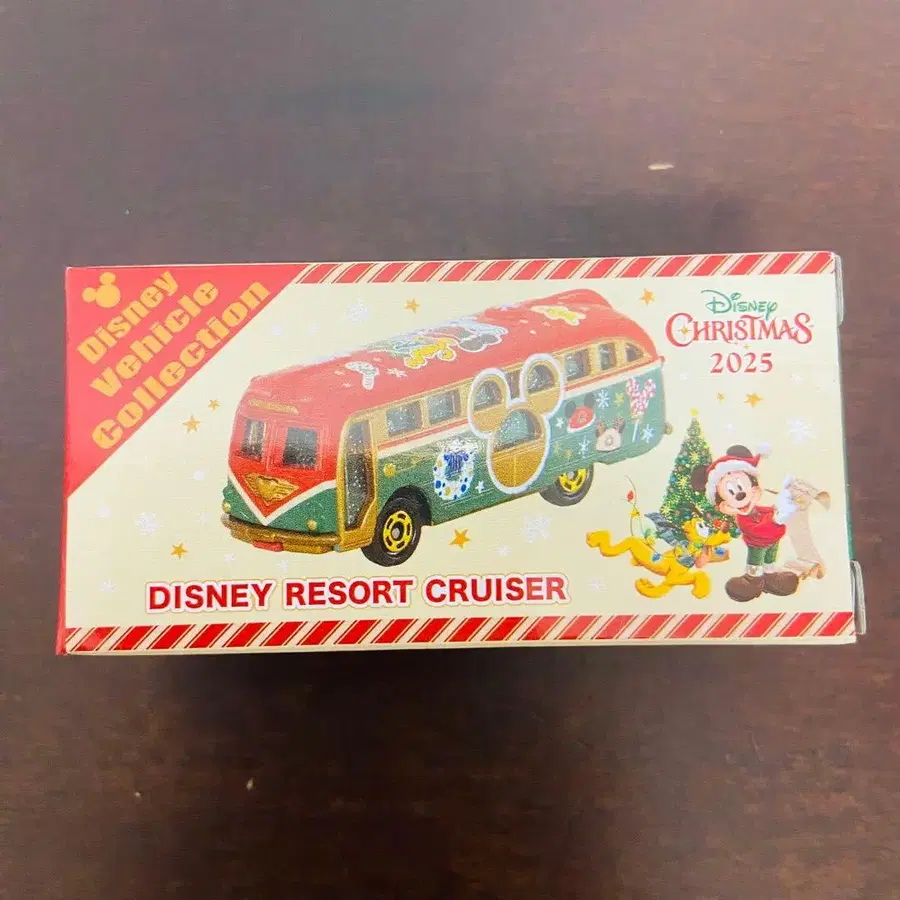 Disney
Vehicle
Collection
Disney
CHRISTMAS
2025
DISNEY RESORT CRUISER